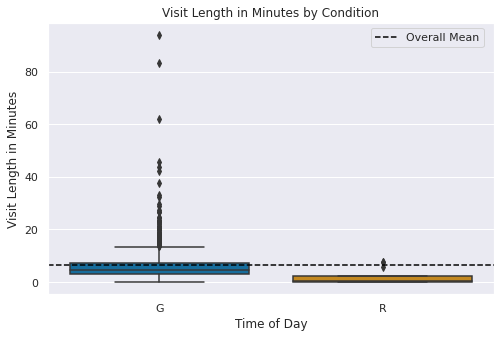 Visit Length in Minutes by Condition
Overall Mean
Visit Length in Minutes
80
60
40
20
0
G
R
Time of Day